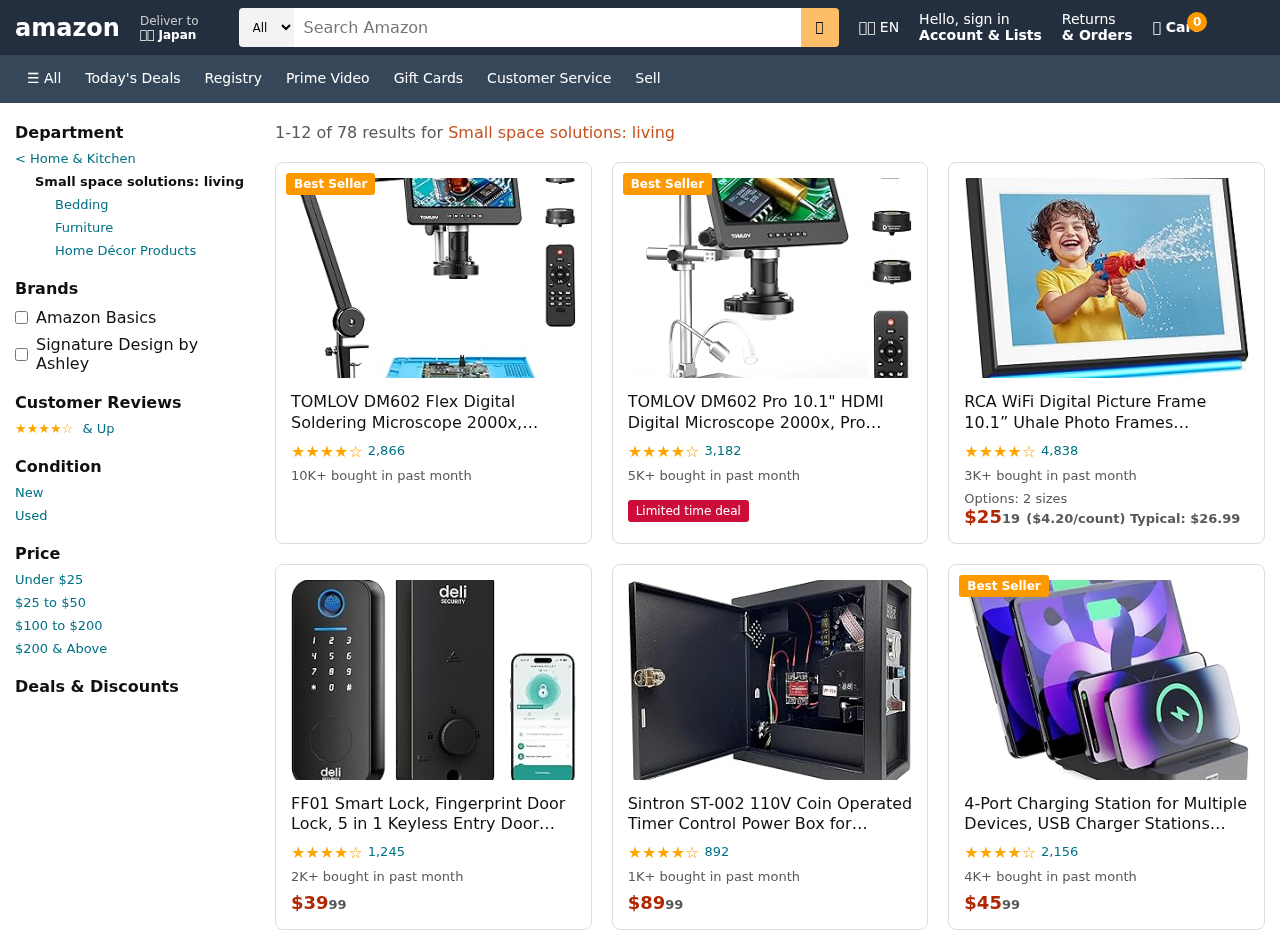 amazon
Deliver to
Japan
All
Search Amazon
EN
Hello, sign in
Account & Lists
Returns
& Orders
0
☰ All
Today's Deals
Registry
Prime Video
Gift Cards
Customer Service
Sell
Department
< Home & Kitchen
Small space solutions: living
Bedding
Furniture
Home Décor Products
Brands
Amazon Basics
Signature Design by
Ashley
Customer Reviews
★★★★☆ & Up
Condition
New
Used
Price
Under $25
$25 to $50
$100 to $200
$200 & Above
Deals & Discounts
1-12 of 78 results for Small space solutions: living
Best Seller
TOMLOV
TOMLOV DM602 Flex Digital
Soldering Microscope 2000x,...
★★★★☆ 2,866
10K+ bought in past month
Best Seller
TOMLOV
TOMLOV DM602 Pro 10.1" HDMI
Digital Microscope 2000x, Pro...
★★★★☆ 3,182
5K+ bought in past month
Limited time deal
RCA WiFi Digital Picture Frame
10.1” Uhale Photo Frames...
★★★★☆ 4,838
3K+ bought in past month
Options: 2 sizes
$25 19 ($4.20/count) Typical: $26.99
1 2 3
4 5 6
7 8 9
* 0 #
deli
deli
SECURITY
FF01 Smart Lock, Fingerprint Door
Lock, 5 in 1 Keyless Entry Door...
★★★★☆ 1,245
2K+ bought in past month
$39 99
Sintron ST-002 110V Coin Operated
Timer Control Power Box for...
★★★★☆ 892
1K+ bought in past month
$89 99
Best Seller
4-Port Charging Station for Multiple
Devices, USB Charger Stations...
★★★★☆ 2,156
4K+ bought in past month
$45 99